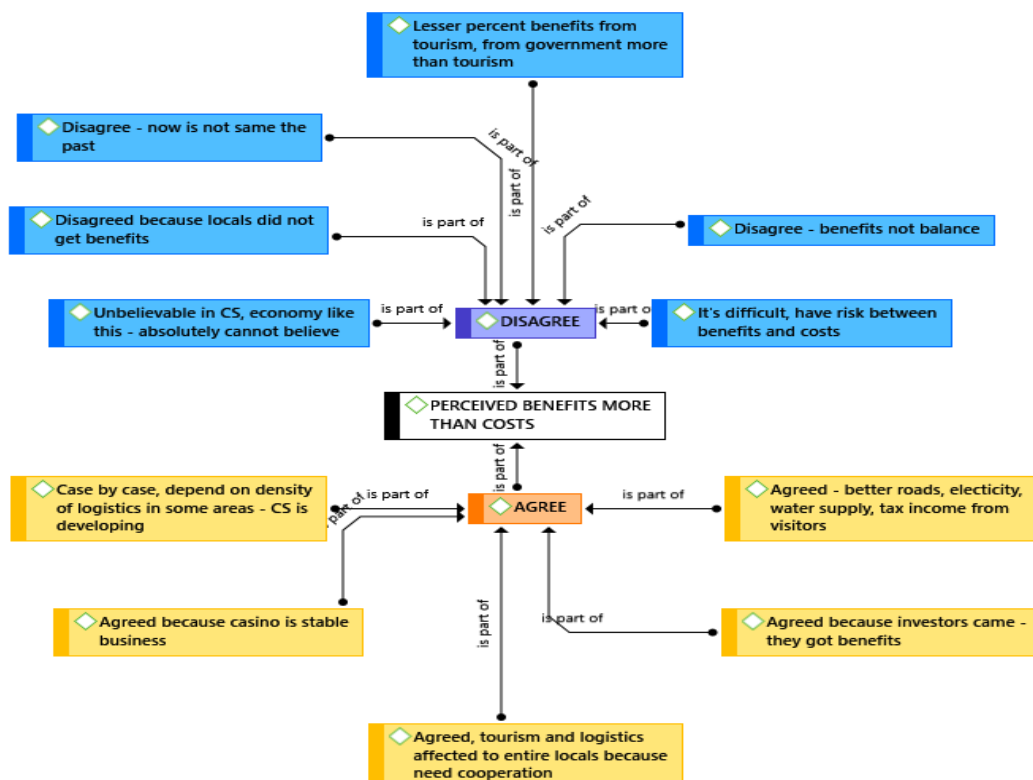 Lesser percent benefits from
tourism, from government more
than tourism
Disagree - now is not same the
past
is part of
is part of
Disagreed because locals did not
get benefits
is part of
is part of
Disagree - benefits not balance
Unbelievable in CS, economy like
this - absolutely cannot believe
is part of
DISAGREE
is part of
It's difficult, have risk between
benefits and costs
is part of
PERCEIVED BENEFITS MORE
THAN COSTS
is part of
Case by case, depend on density
of logistics in some areas - CS is
developing
is part of
is part of
AGREE
is part of
Agreed - better roads, electicity,
water supply, tax income from
visitors
Agreed because casino is stable
business
is part of
is part of
Agreed because investors came -
they got benefits
Agreed, tourism and logistics
affected to entire locals because
need cooperation